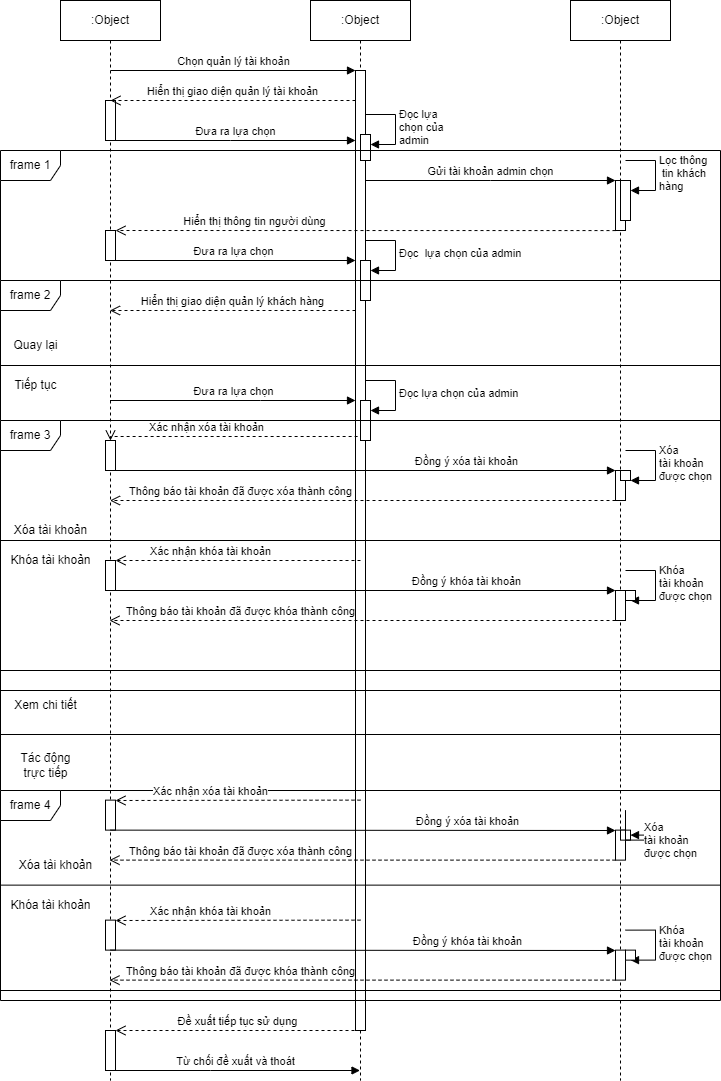 :Object
:Object
:Object
Chọn quản lý tài khoản
Hiển thị giao diện quản lý tài khoản
Đọc lựa
chọn của
admin
Đưa ra lựa chọn
frame 1
Lọc thông
tin khách
hàng
Gửi tài khoản admin chọn
Hiển thị thông tin người dùng
Đưa ra lựa chọn
Đọc lựa chọn của admin
frame 2
Hiển thị giao diện quản lý khách hàng
Quay lại
Tiếp tục
Đưa ra lựa chọn
Đọc lựa chọn của admin
frame 3
Xác nhận xóa tài khoản
Xóa
tài khoản
được chọn
Đồng ý xóa tài khoản
Thông báo tài khoản đã được xóa thành công
Xóa tài khoản
Khóa tài khoản
Xác nhận khóa tài khoản
Khóa
tài khoản
được chọn
Đồng ý khóa tài khoản
Thông báo tài khoản đã được khóa thành công
Xem chi tiết
Tác động
trực tiếp
frame 4
Xác nhận xóa tài khoản
Đồng ý xóa tài khoản
Xóa
tài khoản
được chọn
Thông báo tài khoản đã được xóa thành công
Xóa tài khoản
Khóa tài khoản
Xác nhận khóa tài khoản
Khóa
tài khoản
được chọn
Đồng ý khóa tài khoản
Thông báo tài khoản đã được khóa thành công
Đề xuất tiếp tục sử dụng
Từ chối đề xuất và thoát